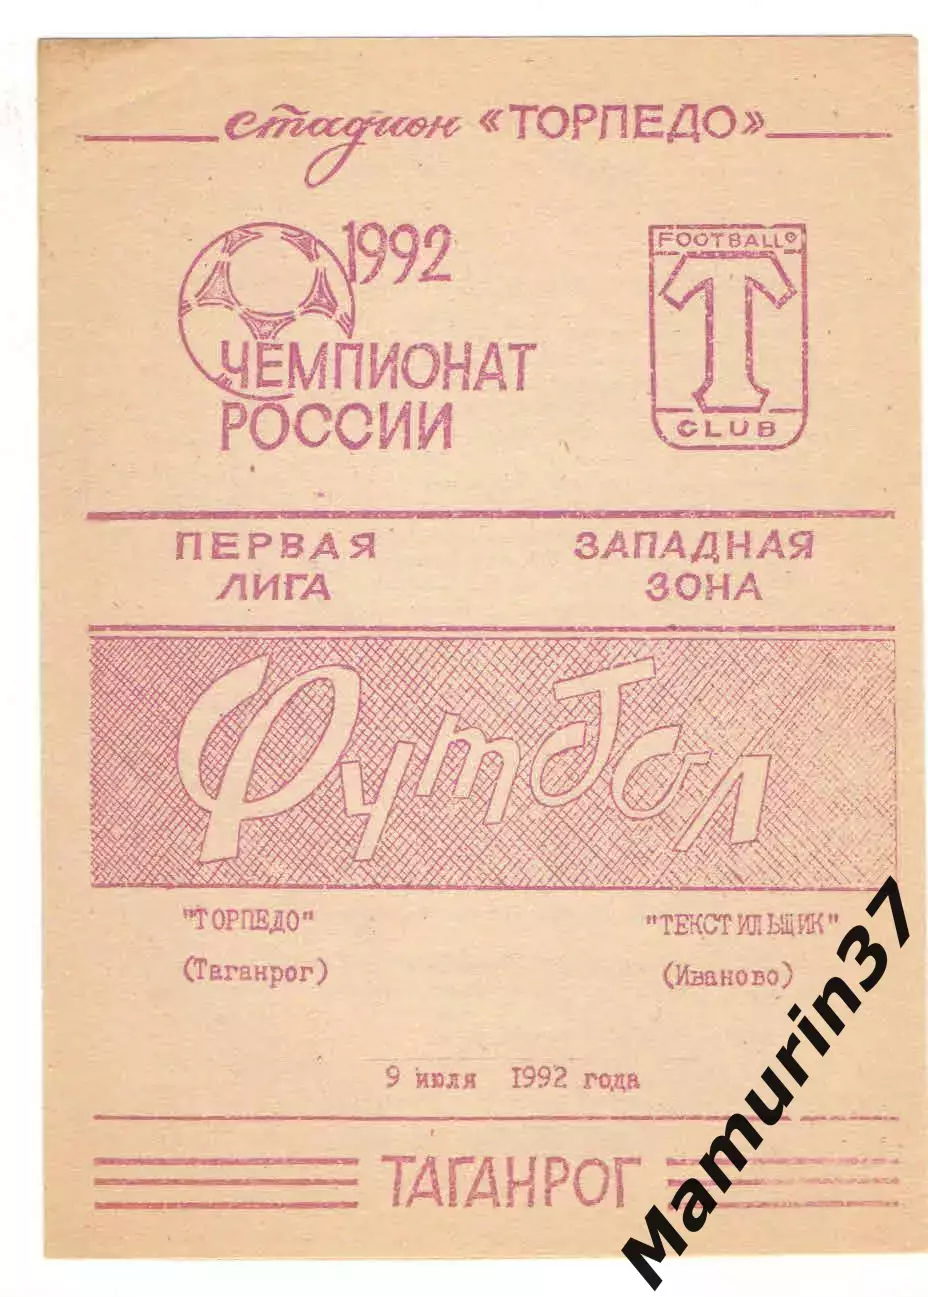 стадион «ТОРПЕДО»
1992
ЧЕМПИОНАТ
РОССИИ
FOOTBALL
T
CLUB
ПЕРВАЯ
ЛИГА
ЗАПАДНАЯ
ЗОНА
Футбол
"ТОРПЕДО"
(Таганрог)
"ТЕКСТИЛЬЩИК"
(Иваново)
9 июля 1992 года
ТАГАНРОГ
Mamurin37